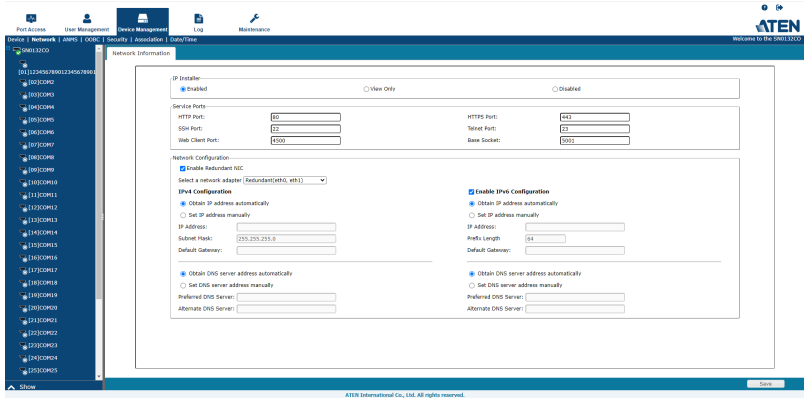 Port Access
User Management
Device Management
Log
Maintenance
ATEN
Device | Network | ANMS | OOBC | Security | Association | Date/Time
Welcome to the SN0132CO
SN0132CO
[01]123456789012345678901
[02]COM2
[03]COM3
[04]COM4
[05]COM5
[06]COM6
[07]COM7
[08]COM8
[09]COM9
[10]COM10
[11]COM11
[12]COM12
[13]COM13
[14]COM14
[15]COM15
[16]COM16
[17]COM17
[18]COM18
[19]COM19
[20]COM20
[21]COM21
[22]COM22
[23]COM23
[24]COM24
[25]COM25
Show
Network Information
IP Installer
Enabled
View Only
Disabled
Service Ports
HTTP Port: 80
HTTPS Port: 443
SSH Port: 22
Telnet Port: 23
Web Client Port: 4500
Base Socket: 5001
Network Configuration
Enable Redundant NIC
Select a network adapter Redundant(eth0, eth1)
IPv4 Configuration
Obtain IP address automatically
Set IP address manually
IP Address:
Subnet Mask: 255.255.255.0
Default Gateway:
Obtain DNS server address automatically
Set DNS server address manually
Preferred DNS Server:
Alternate DNS Server:
Enable IPv6 Configuration
Obtain IP address automatically
Set IP address manually
IP Address:
Prefix Length 64
Default Gateway:
Obtain DNS server address automatically
Set DNS server address manually
Preferred DNS Server:
Alternate DNS Server:
Save
ATEN International Co., Ltd. All rights reserved.